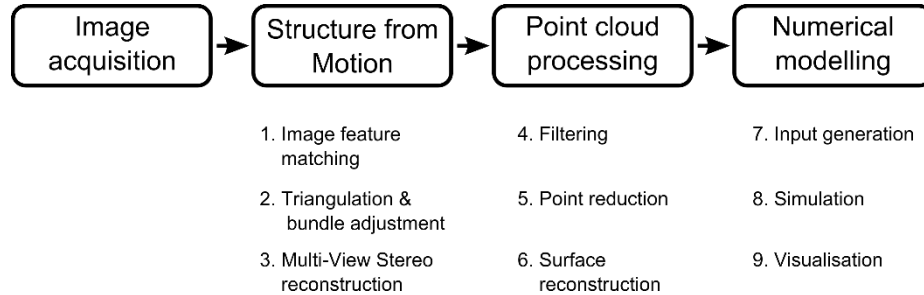 Image
acquisition
Structure from
Motion
Point cloud
processing
Numerical
modelling
1. Image feature
matching
2. Triangulation &
bundle adjustment
3. Multi-View Stereo
reconstruction
4. Filtering
5. Point reduction
6. Surface
reconstruction
7. Input generation
8. Simulation
9. Visualisation